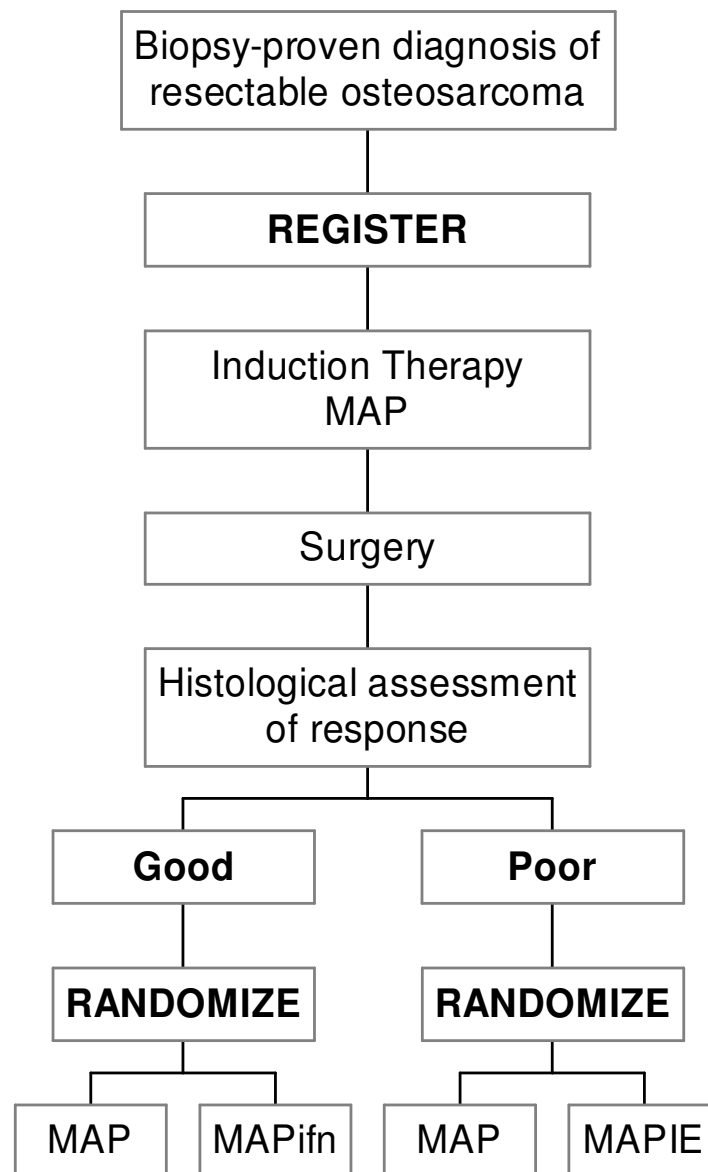 Biopsy-proven diagnosis of
resectable osteosarcoma
REGISTER
Induction Therapy
MAP
Surgery
Histological assessment
of response
Good
Poor
RANDOMIZE
RANDOMIZE
MAP
MAPifn
MAP
MAPIE